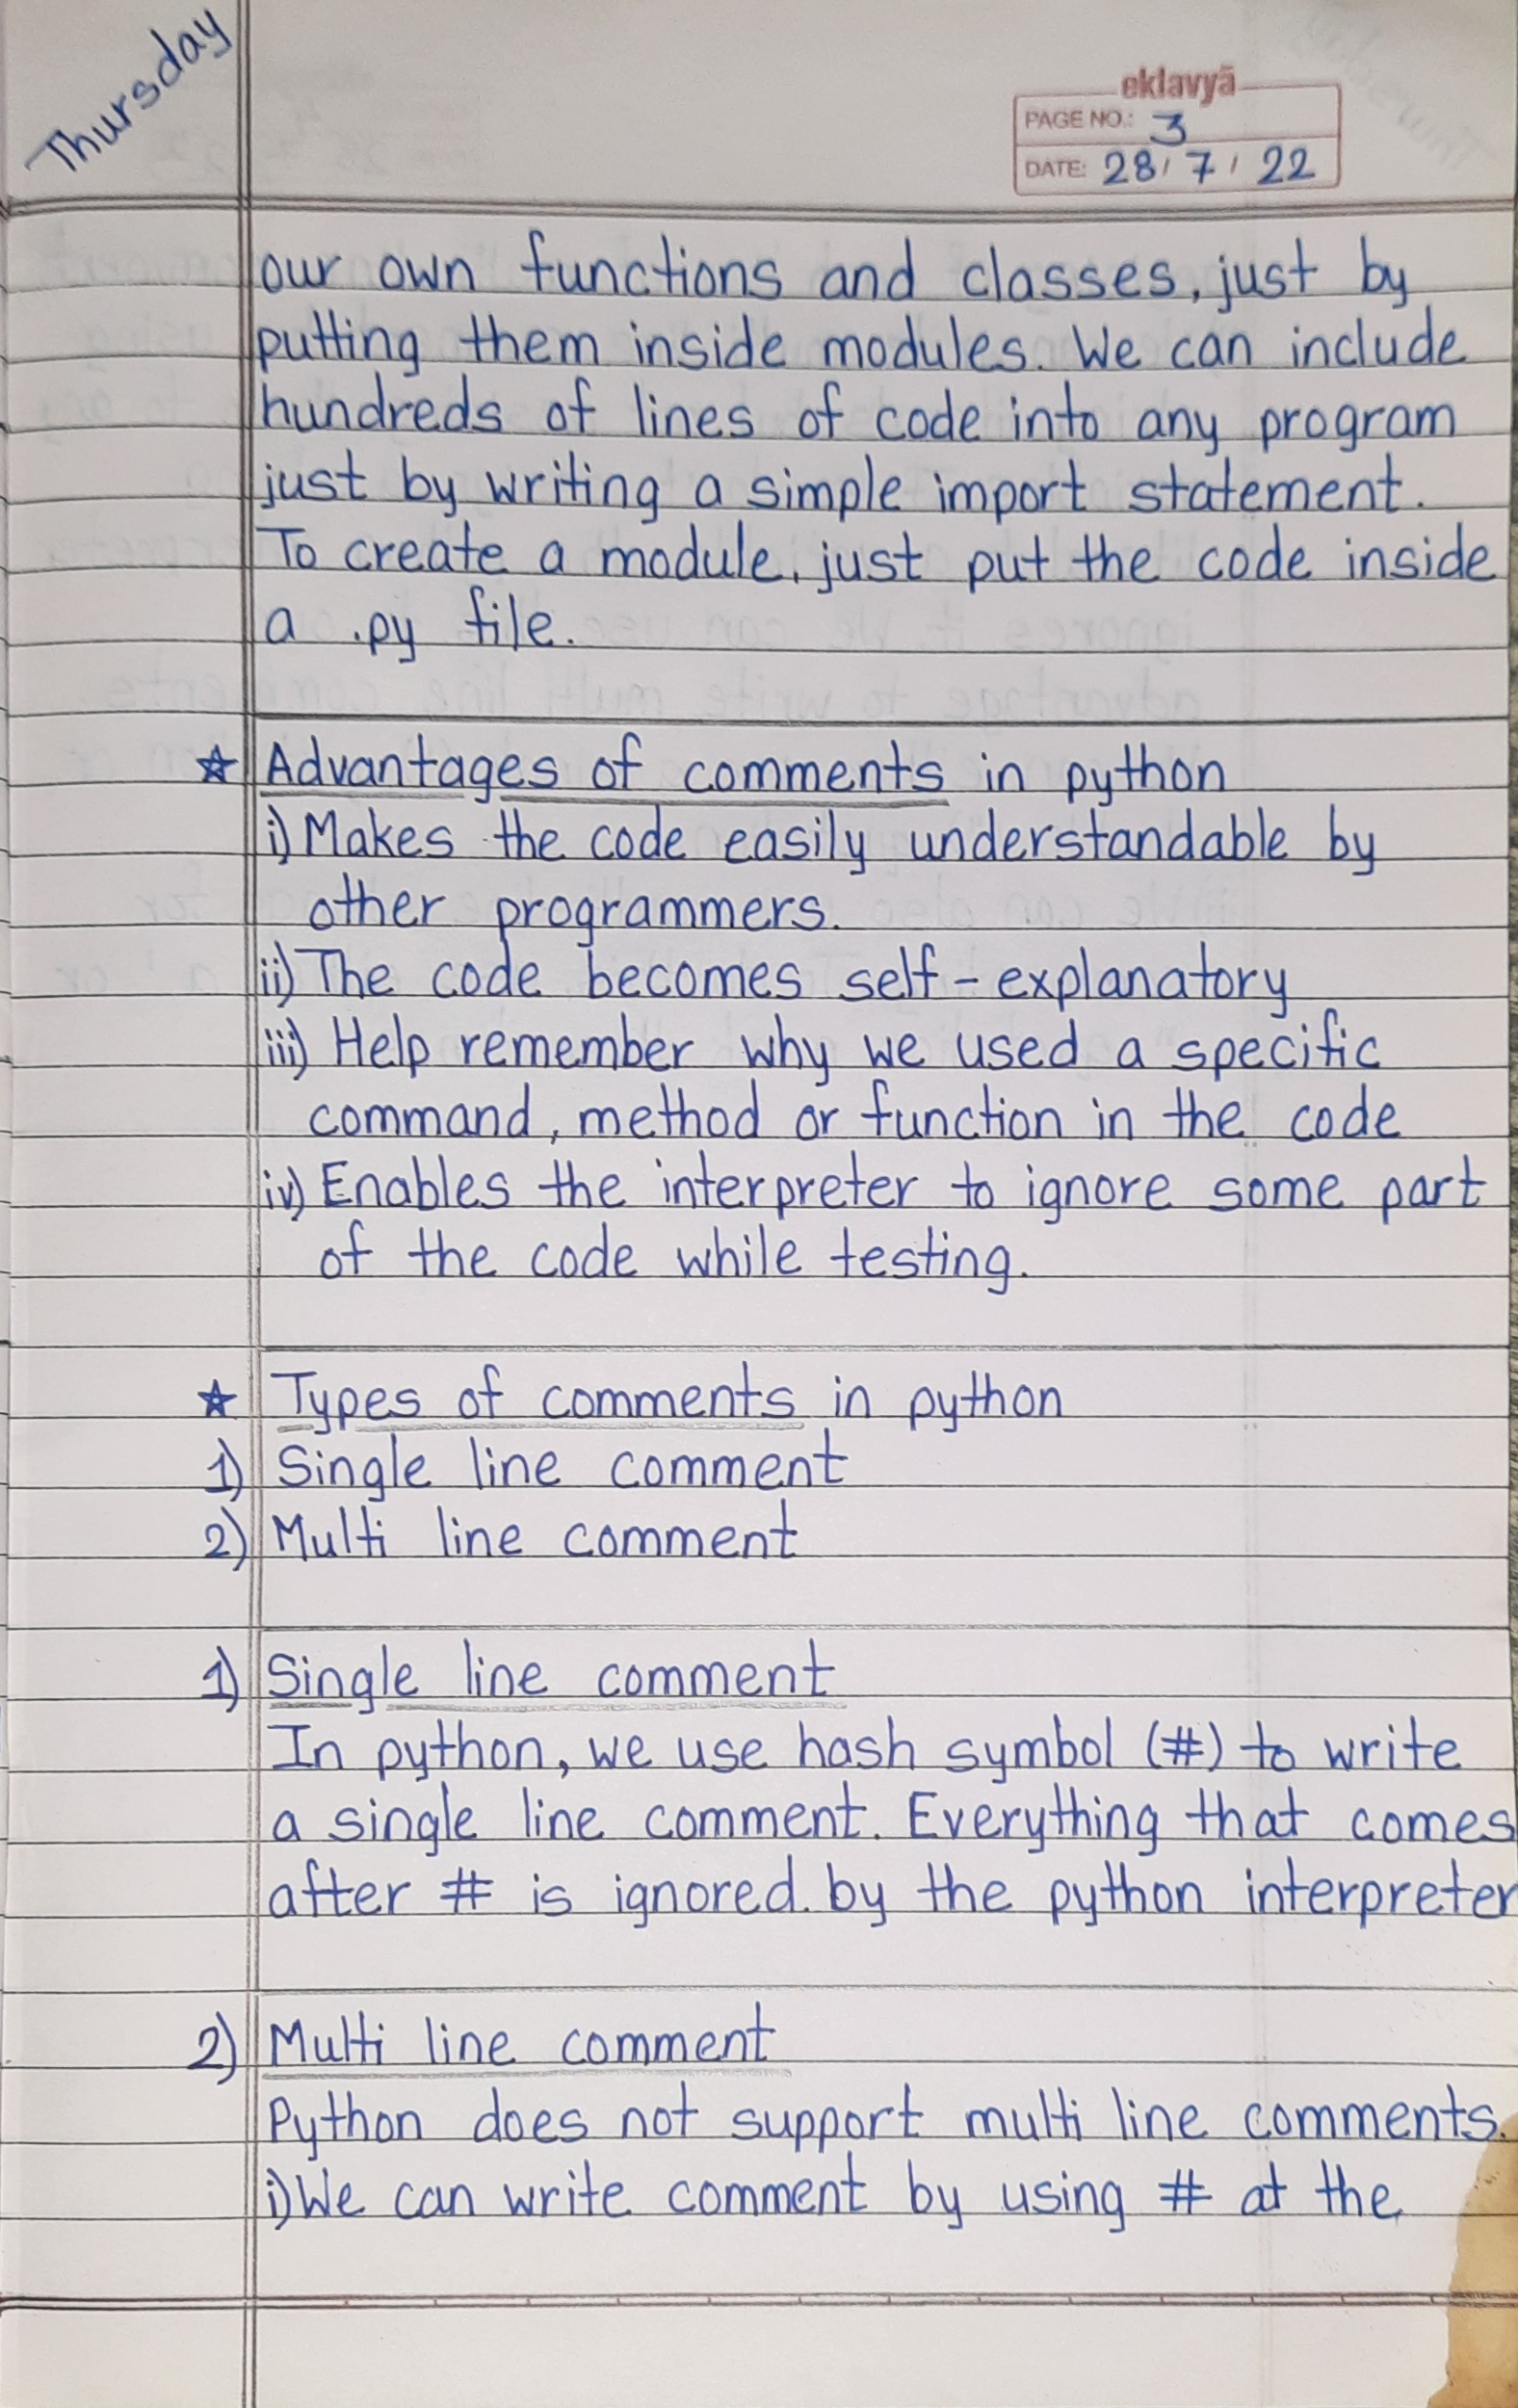 Thursday
eklavyā
PAGE NO.: 3
DATE: 28/7/22
our own functions and classes, just by
putting them inside modules. We can include
hundreds of lines of code into any program
just by writing a simple import statement.
To create a module, just put the code inside
a .py file.
☆ Advantages of comments in python
i) Makes the code easily understandable by
other programmers.
ii) The code becomes self-explanatory
iii) Help remember why we used a specific
command, method or function in the code
iv) Enables the interpreter to ignore some part
of the code while testing.
☆ Types of comments in python
1) Single line comment
2) Multi line comment
1) Single line comment
In python, we use hash symbol (#) to write
a single line comment. Everything that comes
after # is ignored by the python interpreter
2) Multi line comment
Python does not support multi line comments.
i) We can write comment by using # at the